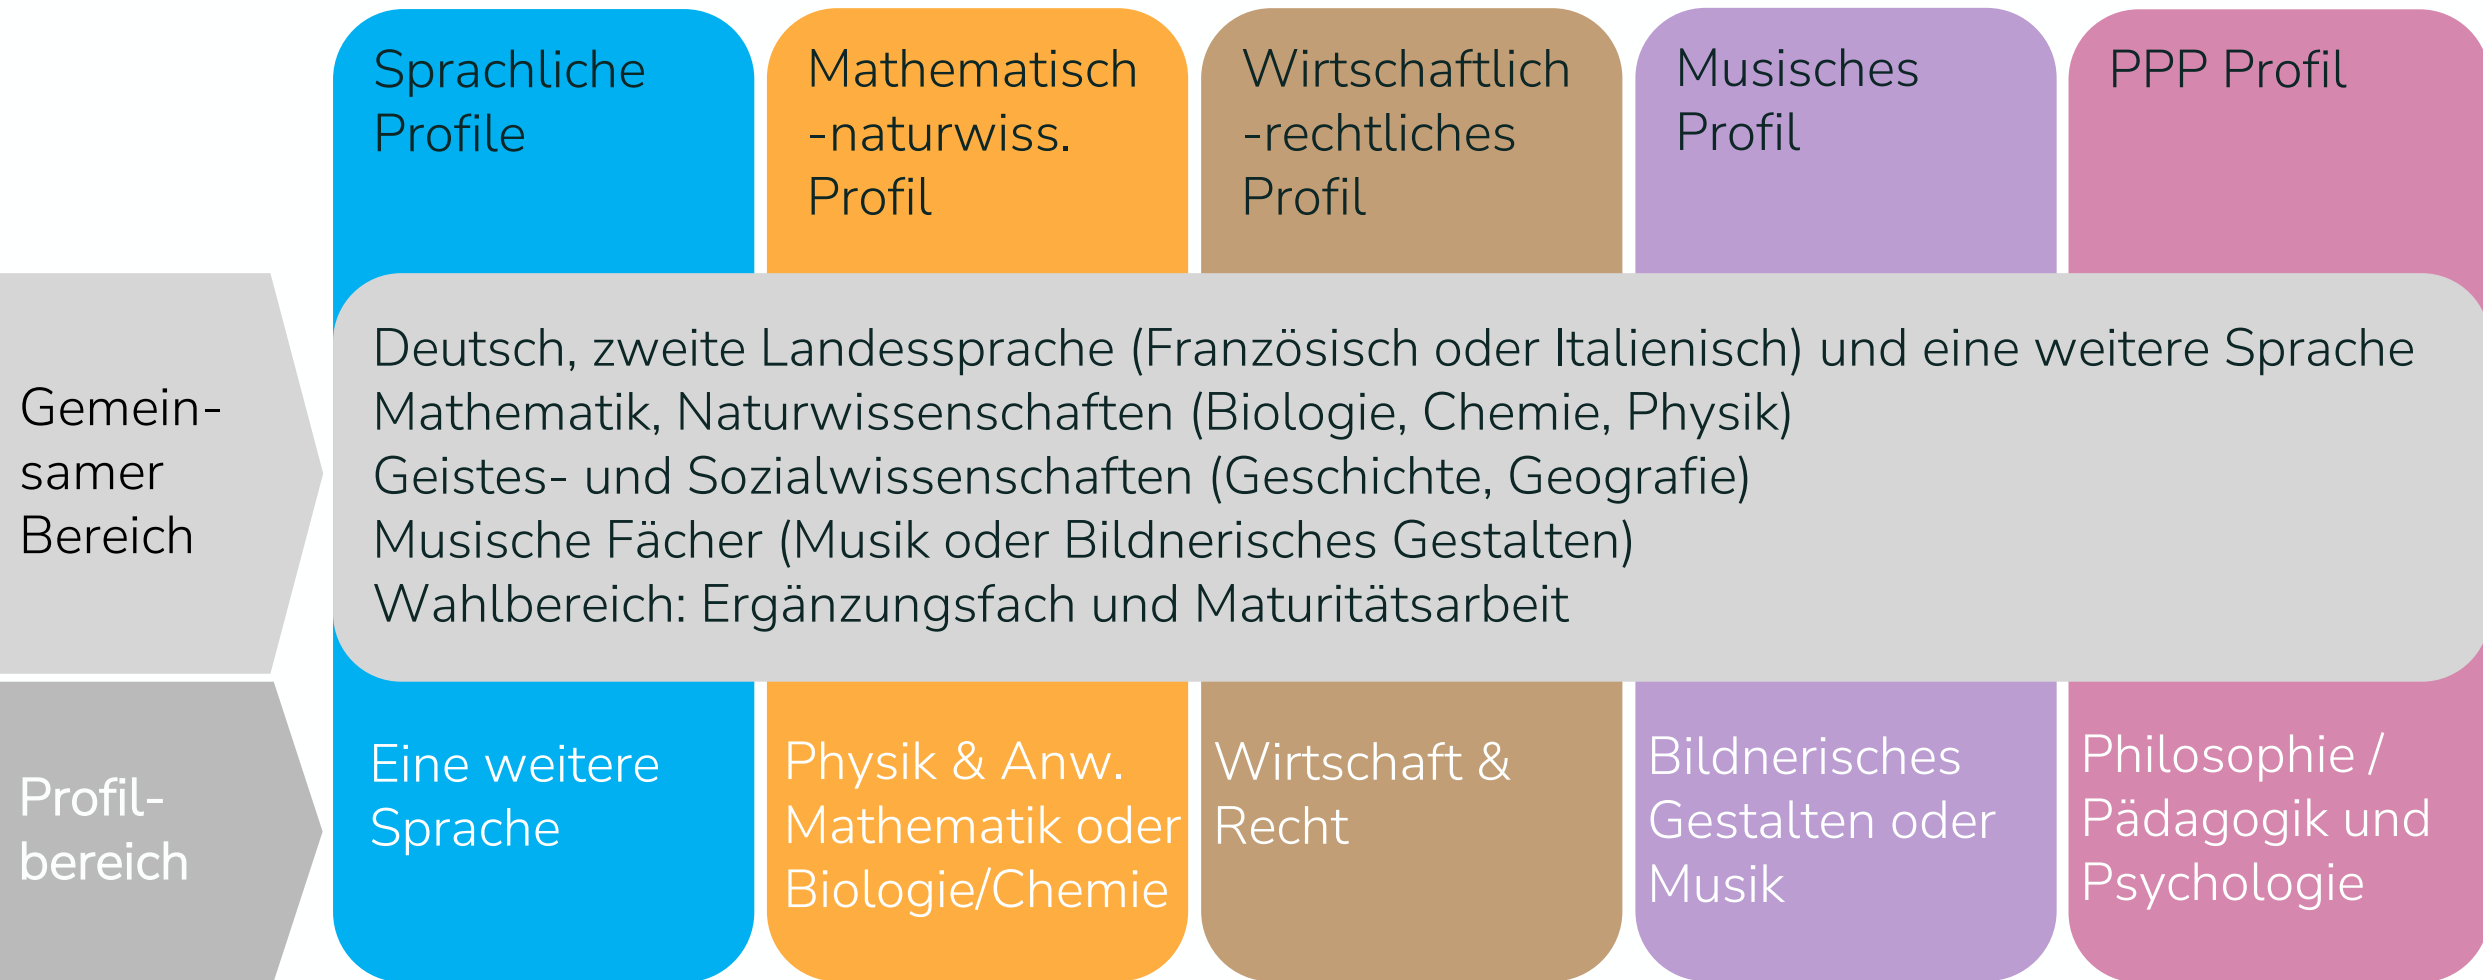 Sprachliche
Profile
Mathematisch
-naturwiss.
Profil
Wirtschaftlich
-rechtliches
Profil
Musisches
Profil
PPP Profil
Gemein-
samer
Bereich
Deutsch, zweite Landessprache (Französisch oder Italienisch) und eine weitere Sprache
Mathematik, Naturwissenschaften (Biologie, Chemie, Physik)
Geistes- und Sozialwissenschaften (Geschichte, Geografie)
Musische Fächer (Musik oder Bildnerisches Gestalten)
Wahlbereich: Ergänzungsfach und Maturitätsarbeit
Profil-
bereich
Eine weitere
Sprache
Physik & Anw.
Mathematik oder
Biologie/Chemie
Wirtschaft &
Recht
Bildnerisches
Gestalten oder
Musik
Philosophie /
Pädagogik und
Psychologie